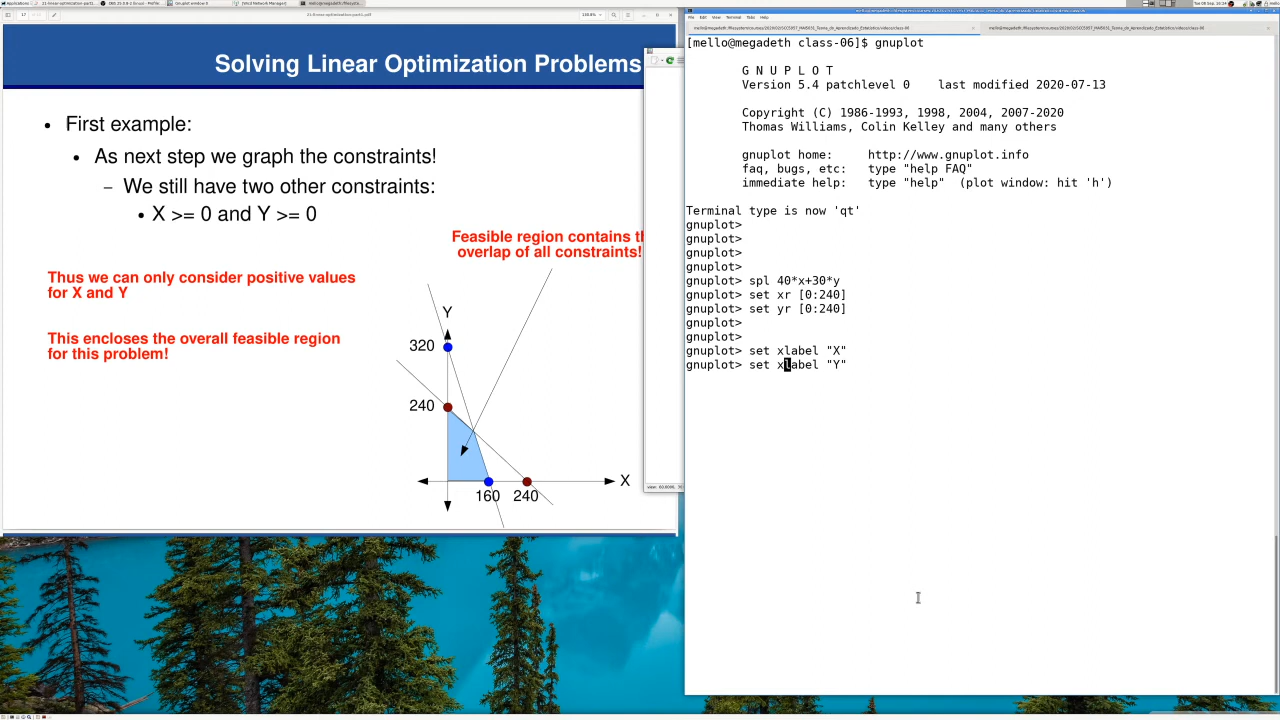 Solving Linear Optimization Problems
• First example:
• As next step we graph the constraints!
– We still have two other constraints:
• X >= 0 and Y >= 0
Feasible region contains
overlap of all constraints!
Thus we can only consider positive values
for X and Y
This encloses the overall feasible region
for this problem!
Y
320
240
X
160 240
File Edit View Terminal Tabs Help
[mello@megadeth class-06]$ gnuplot
G N U P L O T
Version 5.4 patchlevel 0 last modified 2020-07-13
Copyright (C) 1986-1993, 1998, 2004, 2007-2020
Thomas Williams, Colin Kelley and many others
gnuplot home: http://www.gnuplot.info
faq, bugs, etc: type "help FAQ"
immediate help: type "help" (plot window: hit 'h')
Terminal type is now 'qt'
gnuplot>
gnuplot>
gnuplot>
gnuplot>
gnuplot> spl 40*x+30*y
gnuplot> set xr [0:240]
gnuplot> set yr [0:240]
gnuplot>
gnuplot>
gnuplot> set xlabel "X"
gnuplot> set xlabel "Y"